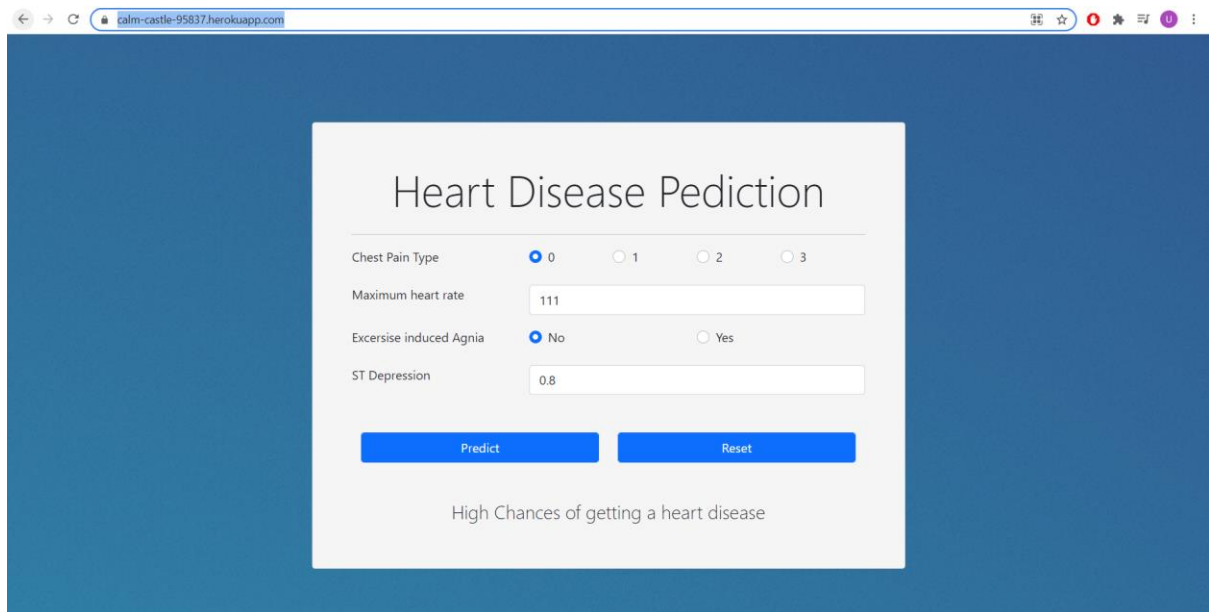 calm-castle-95837.herokuapp.com
U
Heart Disease Pediction
Chest Pain Type 0 1 2 3
Maximum heart rate 111
Excersise induced Agnia No Yes
ST Depression 0.8
Predict Reset
High Chances of getting a heart disease